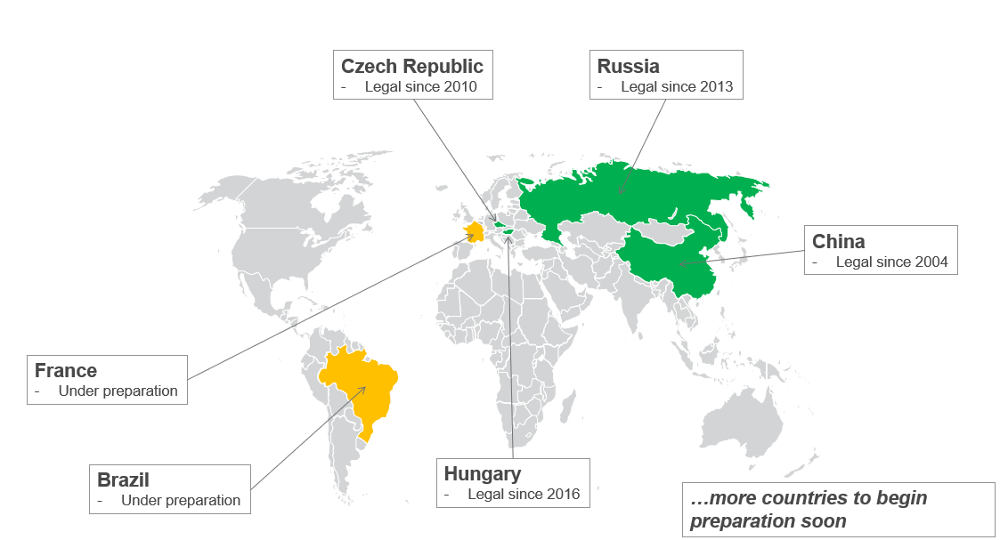 Czech Republic
- Legal since 2010
Russia
- Legal since 2013
China
- Legal since 2004
France
- Under preparation
Brazil
- Under preparation
Hungary
- Legal since 2016
…more countries to begin
preparation soon